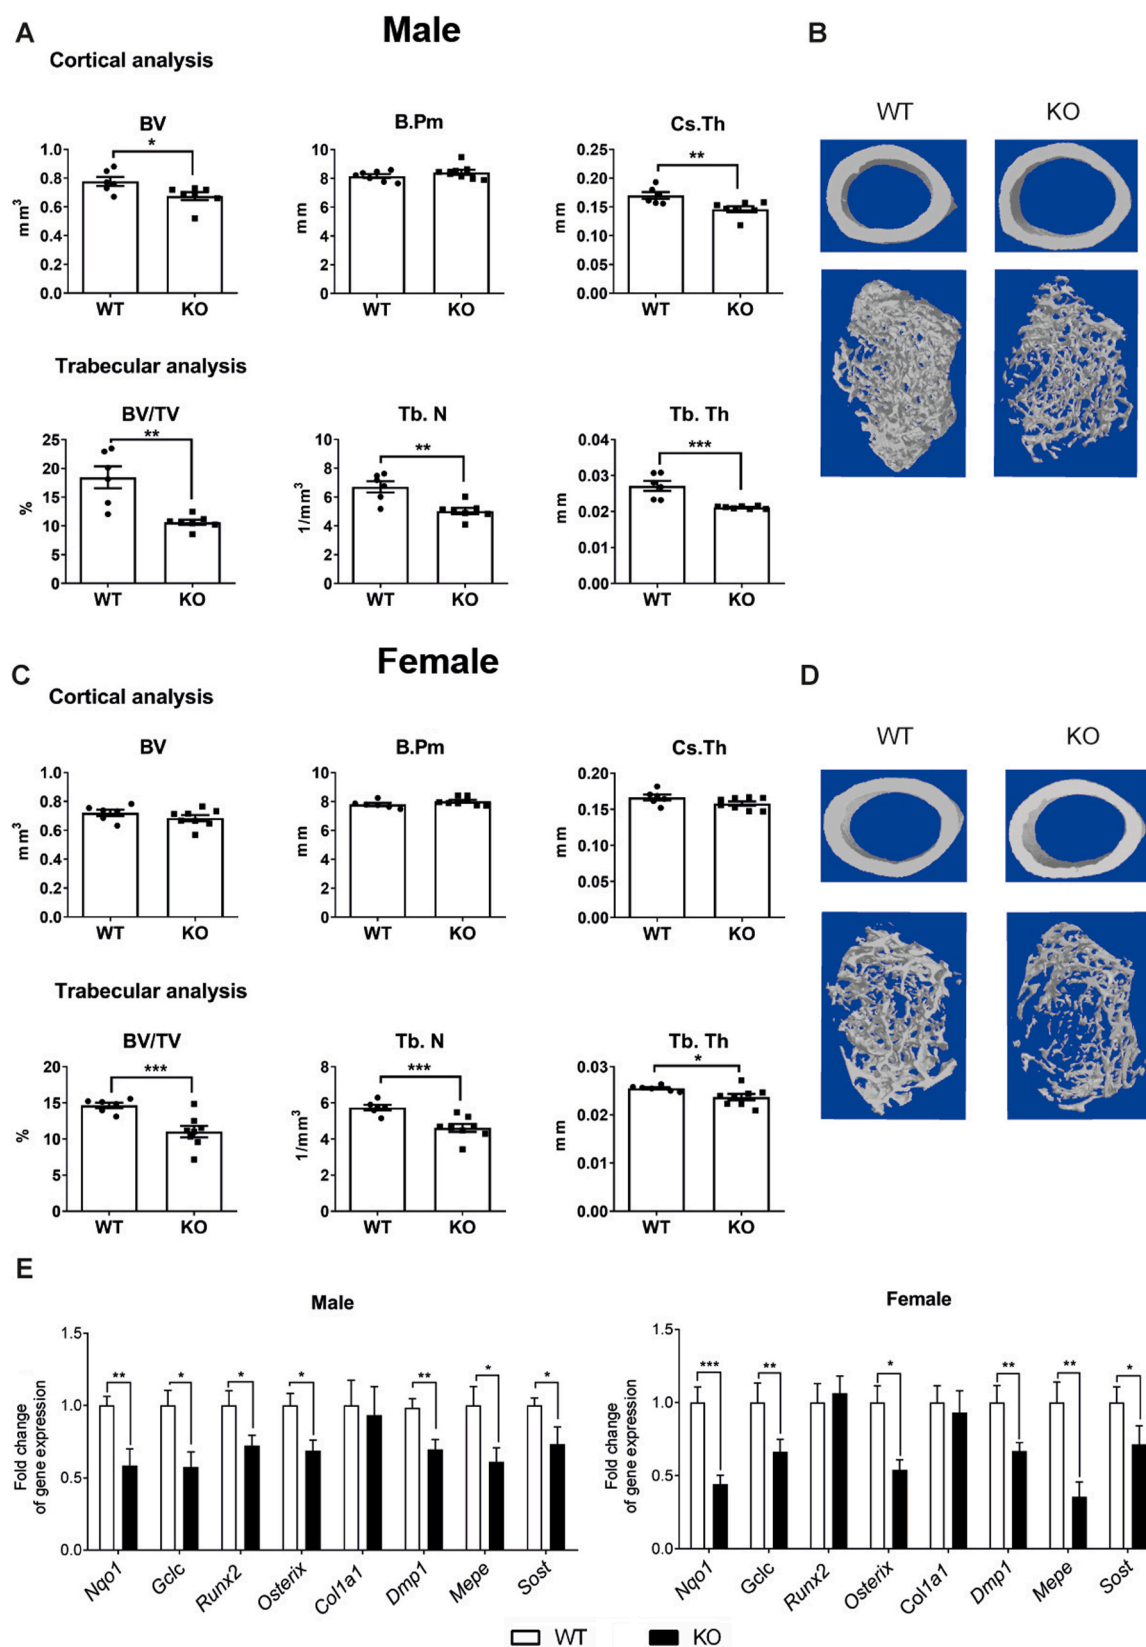 A
Male
B
Cortical analysis
WT KO
BV
B.Pm
Cs.Th
*
**
1.0
0.8
0.6
0.4
0.2
0.0
mm³
WT KO
10
8
6
4
2
0
mm
WT KO
0.25
0.20
0.15
0.10
0.05
0.00
mm
WT KO
Trabecular analysis
BV/TV
Tb. N
Tb. Th
**
**
***
25
20
15
10
5
0
%
WT KO
10
8
6
4
2
0
1/mm³
WT KO
0.04
0.03
0.02
0.01
0.00
mm
WT KO
C
Female
D
Cortical analysis
WT KO
BV
B.Pm
Cs.Th
1.0
0.8
0.6
0.4
0.2
0.0
mm³
WT KO
10
8
6
4
2
0
mm
WT KO
0.20
0.15
0.10
0.05
0.00
mm
WT KO
Trabecular analysis
BV/TV
Tb. N
Tb. Th
***
***
*
20
15
10
5
0
%
WT KO
8
6
4
2
0
1/mm³
WT KO
0.03
0.02
0.01
0.00
mm
WT KO
E
Male
Fold change
of gene expression
1.5
1.0
0.5
0.0
** * * * ** * *
Nqo1 Gclc Runx2 Osterix Col1a1 Dmp1 Mepe Sost
Female
Fold change
of gene expression
1.5
1.0
0.5
0.0
*** ** * ** ** *
Nqo1 Gclc Runx2 Osterix Col1a1 Dmp1 Mepe Sost
WT KO